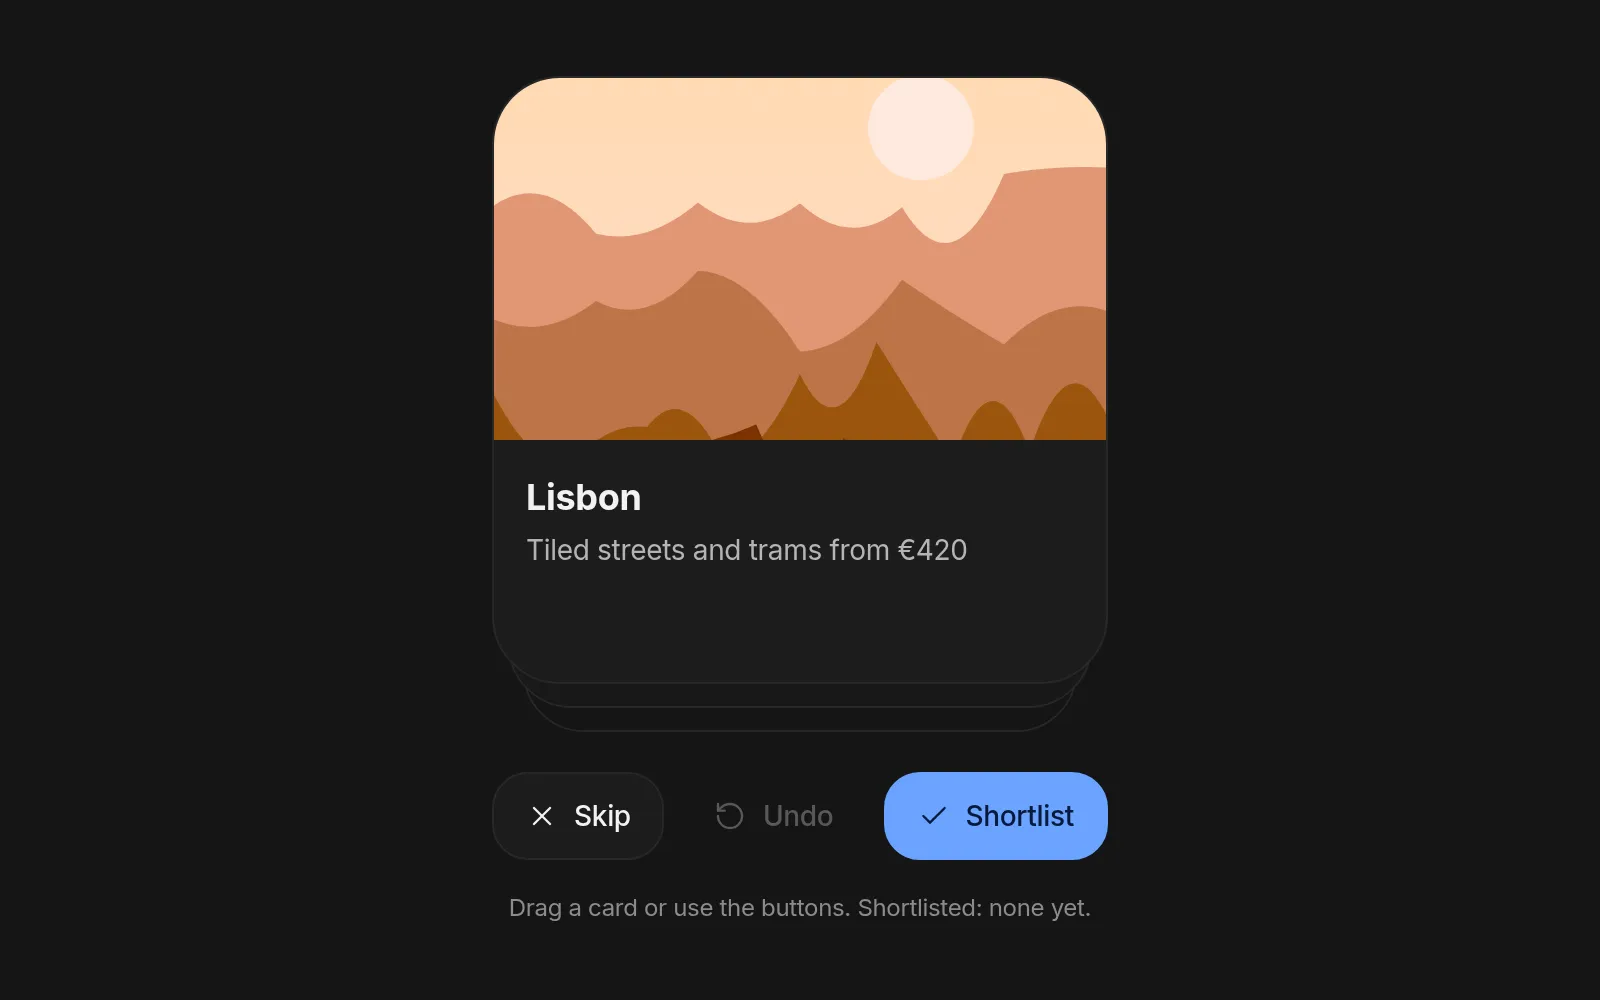 Lisbon
Tiled streets and trams from €420
Skip
Undo
Shortlist
Drag a card or use the buttons. Shortlisted: none yet.